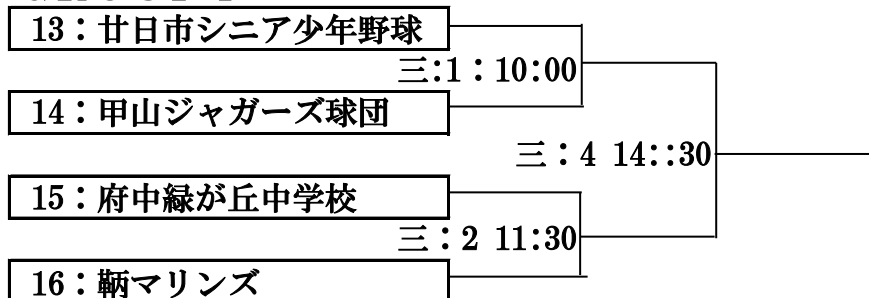 13：廿日市シニア少年野球
三:1：10:00
14：甲山ジャガーズ球団
三：4 14::30
15：府中緑が丘中学校
三：2 11:30
16：鞆マリンズ